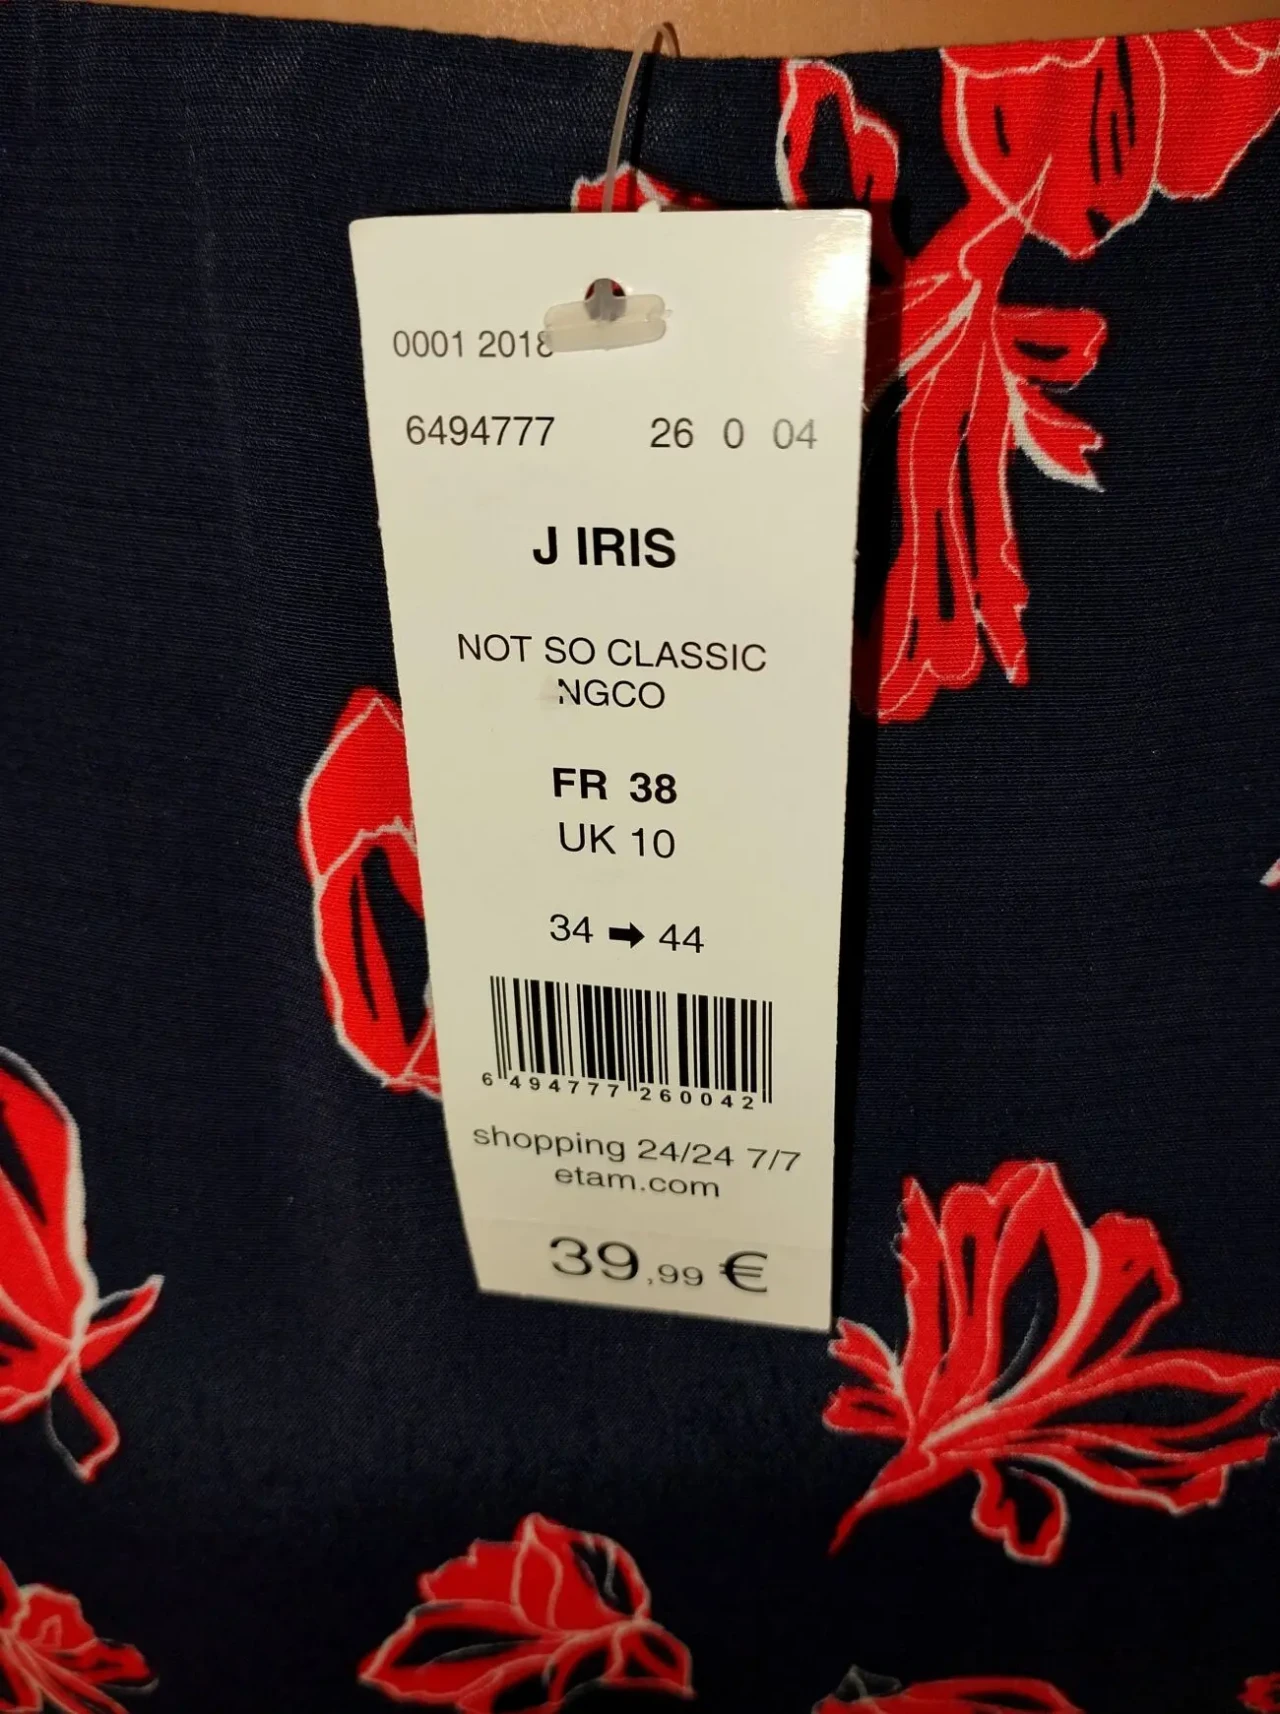 0001 2018
6494777 26 0 04
J IRIS
NOT SO CLASSIC
NGCO
FR 38
UK 10
34 ➡ 44
6 494777 260042
shopping 24/24 7/7
etam.com
39,99 €